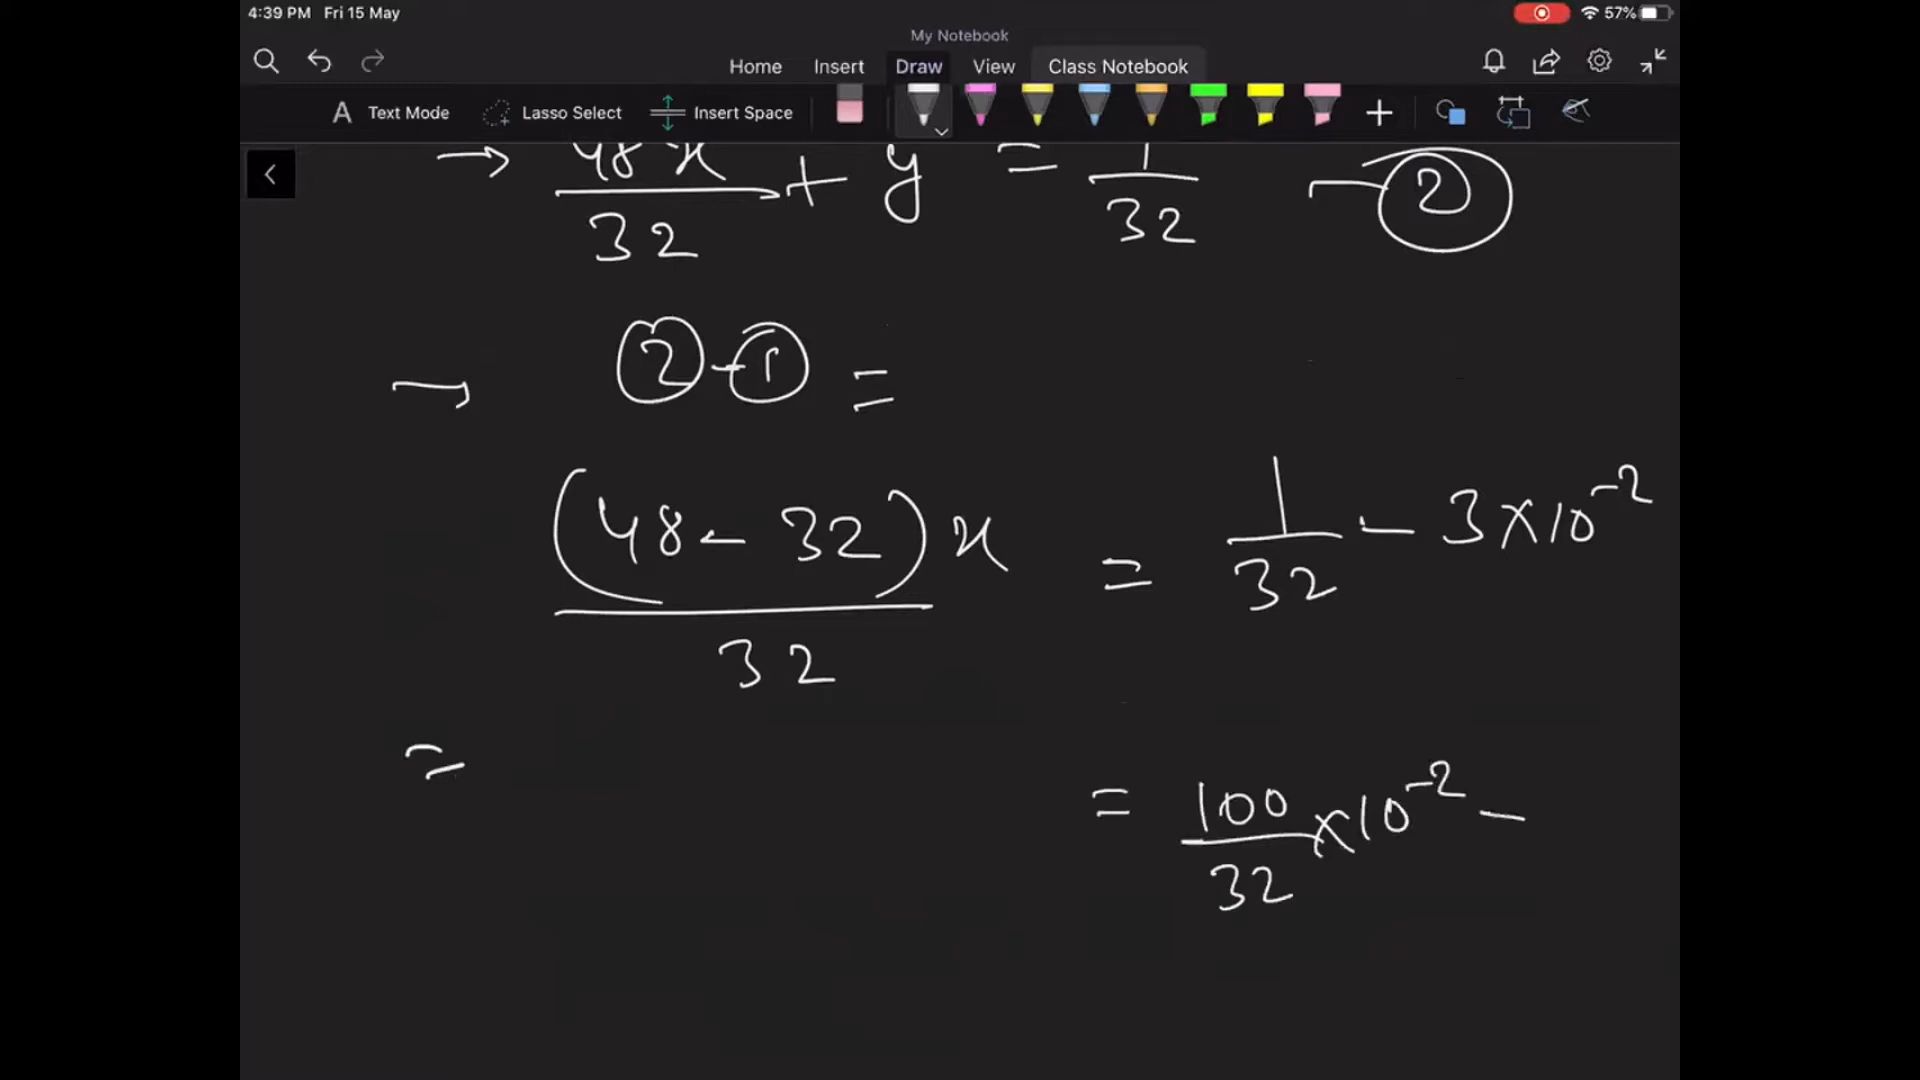 4:39 PM Fri 15 May 57%
My Notebook
Home Insert Draw View Class Notebook
A Text Mode Lasso Select Insert Space
→ 48x/32 + y = 1/32 - ②
→ ② - ① =
(48 - 32)x/32 = 1/32 - 3×10⁻²
= = 100/32 ×10⁻² -